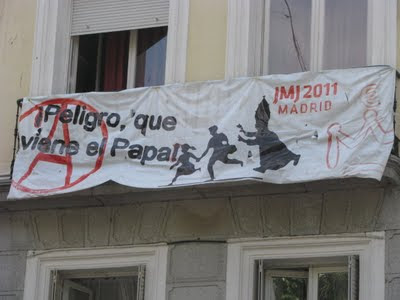 ¡Peligro, que
viene el Papa!
JMJ 2011
MADRID